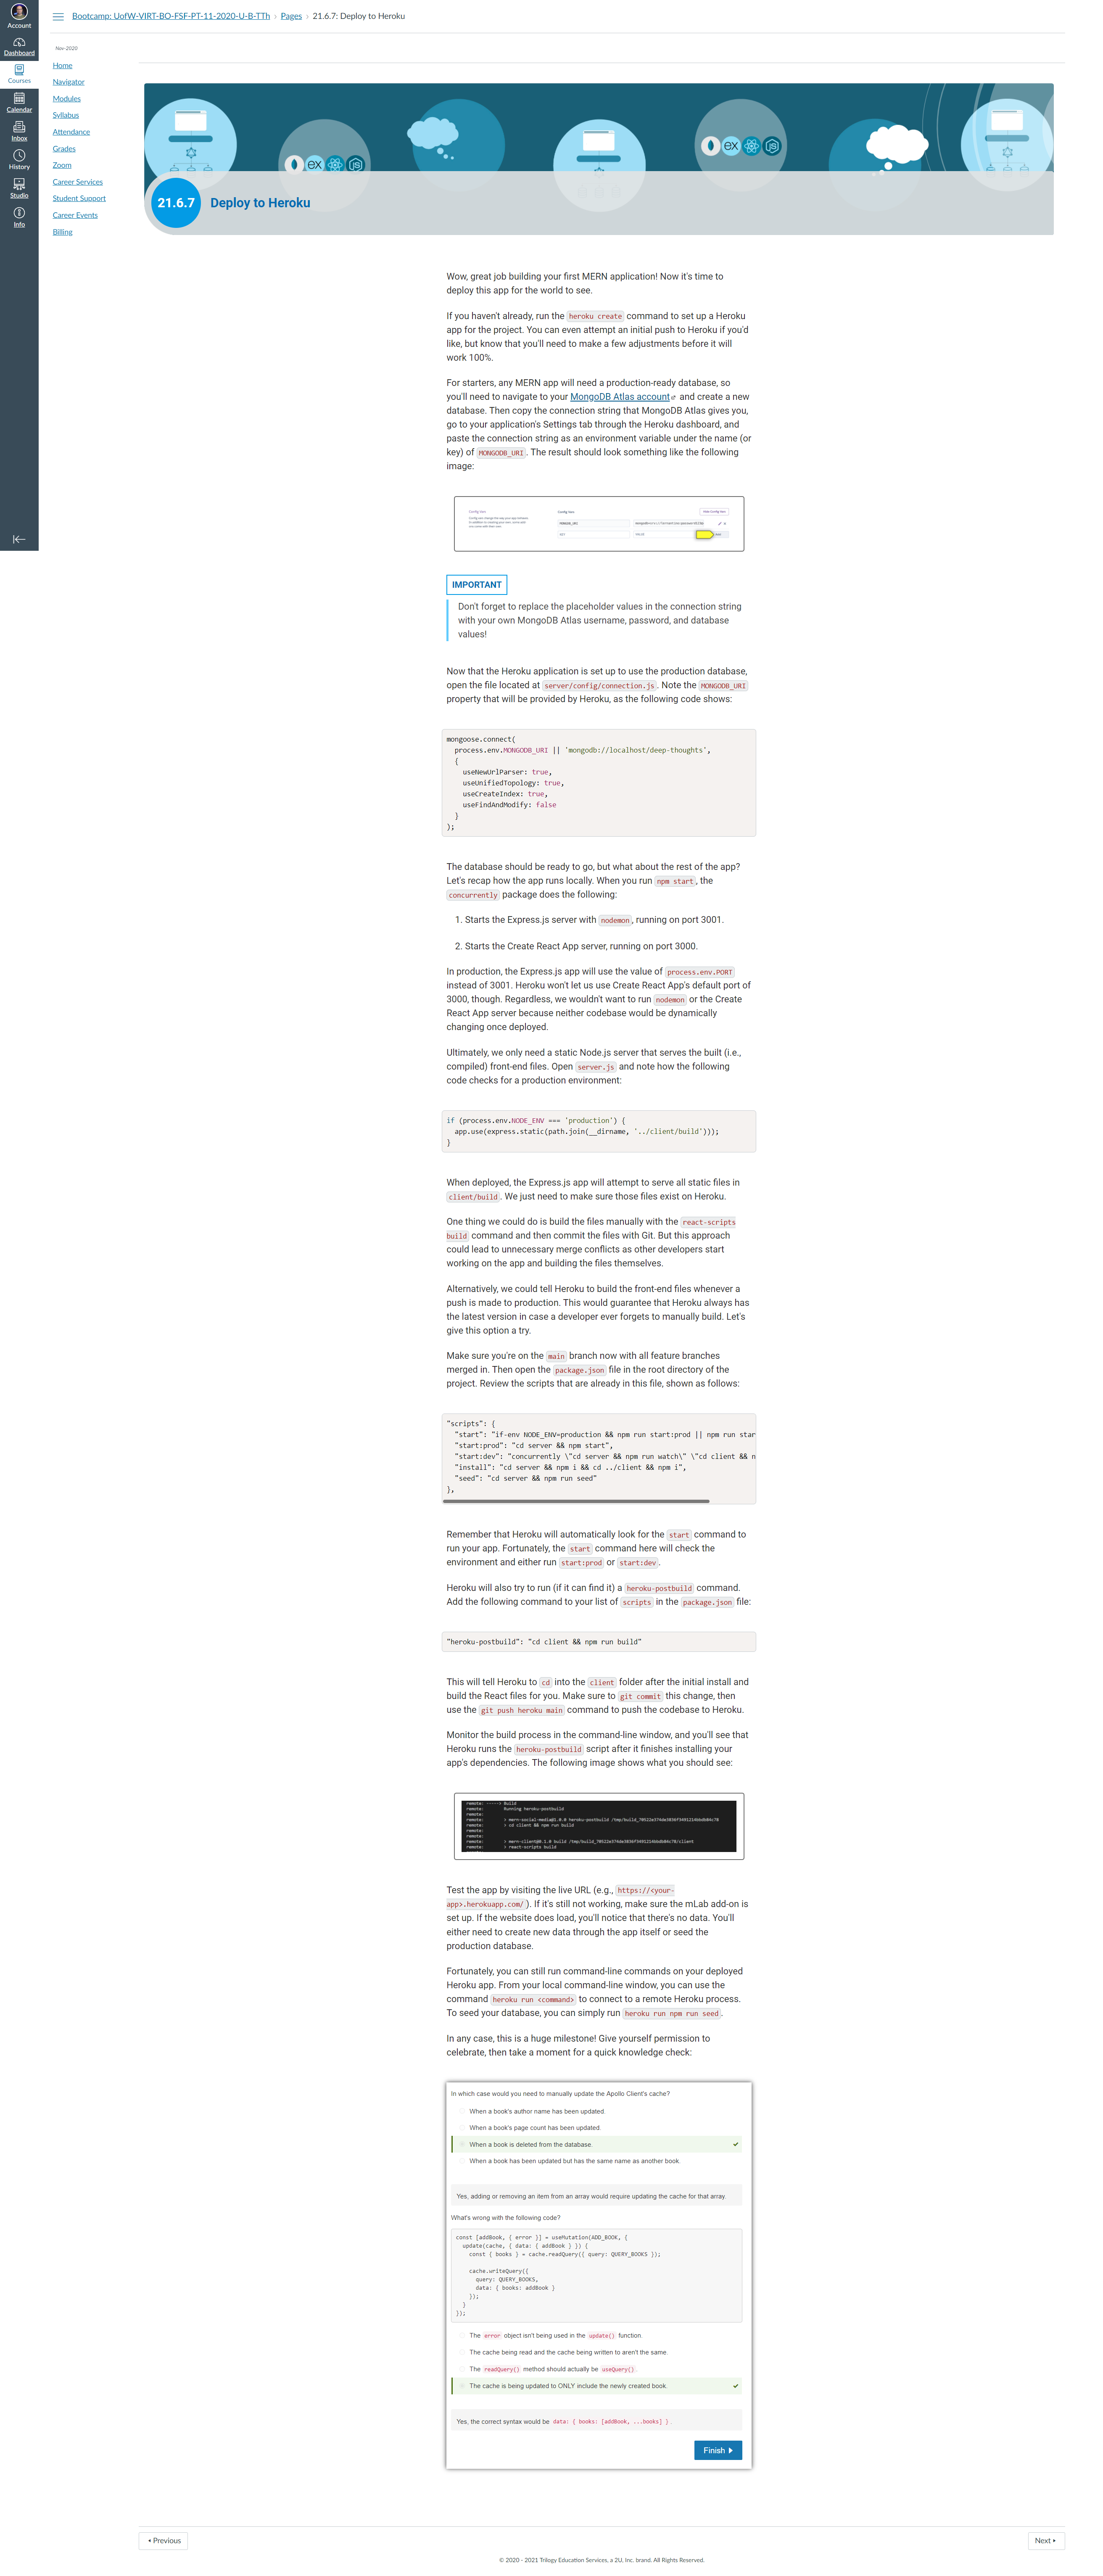 Account
Dashboard
Courses
Calendar
Inbox
History
Studio
Info
Bootcamp: UofW-VIRT-BO-FSF-PT-11-2020-U-B-TTh › Pages › 21.6.7: Deploy to Heroku
Nov-2020
Home
Navigator
Modules
Syllabus
Attendance
Grades
Zoom
Career Services
Student Support
Career Events
Billing
21.6.7 Deploy to Heroku
Wow, great job building your first MERN application! Now it's time to
deploy this app for the world to see.
If you haven't already, run the heroku create command to set up a Heroku
app for the project. You can even attempt an initial push to Heroku if you'd
like, but know that you'll need to make a few adjustments before it will
work 100%.
For starters, any MERN app will need a production-ready database, so
you'll need to navigate to your MongoDB Atlas account and create a new
database. Then copy the connection string that MongoDB Atlas gives you,
go to your application's Settings tab through the Heroku dashboard, and
paste the connection string as an environment variable under the name (or
key) of MONGODB_URI. The result should look something like the following
image:
Config Vars
Config Vars
MONGODB_URI
KEY
VALUE
IMPORTANT
Don't forget to replace the placeholder values in the connection string
with your own MongoDB Atlas username, password, and database
values!
Now that the Heroku application is set up to use the production database,
open the file located at server/config/connection.js. Note the MONGODB_URI
property that will be provided by Heroku, as the following code shows:
mongoose.connect(
process.env.MONGODB_URI || 'mongodb://localhost/deep-thoughts',
{
useNewUrlParser: true,
useUnifiedTopology: true,
useCreateIndex: true,
useFindAndModify: false
}
);
The database should be ready to go, but what about the rest of the app?
Let's recap how the app runs locally. When you run npm start, the
concurrently package does the following:
1. Starts the Express.js server with nodemon, running on port 3001.
2. Starts the Create React App server, running on port 3000.
In production, the Express.js app will use the value of process.env.PORT
instead of 3001. Heroku won't let us use Create React App's default port of
3000, though. Regardless, we wouldn't want to run nodemon or the Create
React App server because neither codebase would be dynamically
changing once deployed.
Ultimately, we only need a static Node.js server that serves the built (i.e.,
compiled) front-end files. Open server.js and note how the following
code checks for a production environment:
if (process.env.NODE_ENV === 'production') {
app.use(express.static(path.join(__dirname, '../client/build')));
}
When deployed, the Express.js app will attempt to serve all static files in
client/build. We just need to make sure those files exist on Heroku.
One thing we could do is build the files manually with the react-scripts
build command and then commit the files with Git. But this approach
could lead to unnecessary merge conflicts as other developers start
working on the app and building the files themselves.
Alternatively, we could tell Heroku to build the front-end files whenever a
push is made to production. This would guarantee that Heroku always has
the latest version in case a developer ever forgets to manually build. Let's
give this option a try.
Make sure you're on the main branch now with all feature branches
merged in. Then open the package.json file in the root directory of the
project. Review the scripts that are already in this file, shown as follows:
"scripts": {
"start": "if-env NODE_ENV=production && npm run start:prod || npm run star
"start:prod": "cd server && npm start",
"start:dev": "concurrently \"cd server && npm run watch\" \"cd client && n
"install": "cd server && npm i && cd ../client && npm i",
"seed": "cd server && npm run seed"
},
Remember that Heroku will automatically look for the start command to
run your app. Fortunately, the start command here will check the
environment and either run start:prod or start:dev.
Heroku will also try to run (if it can find it) a heroku-postbuild command.
Add the following command to your list of scripts in the package.json file:
"heroku-postbuild": "cd client && npm run build"
This will tell Heroku to cd into the client folder after the initial install and
build the React files for you. Make sure to git commit this change, then
use the git push heroku main command to push the codebase to Heroku.
Monitor the build process in the command-line window, and you'll see that
Heroku runs the heroku-postbuild script after it finishes installing your
app's dependencies. The following image shows what you should see:
remote: -----> Build
remote: Running heroku-postbuild
remote:
remote: > cd client && npm run build
remote:
remote:
remote: > react-scripts build
Test the app by visiting the live URL (e.g., https://<your-
app>.herokuapp.com/). If it's still not working, make sure the mLab add-on is
set up. If the website does load, you'll notice that there's no data. You'll
either need to create new data through the app itself or seed the
production database.
Fortunately, you can still run command-line commands on your deployed
Heroku app. From your local command-line window, you can use the
command heroku run <command> to connect to a remote Heroku process.
To seed your database, you can simply run heroku run npm run seed.
In any case, this is a huge milestone! Give yourself permission to
celebrate, then take a moment for a quick knowledge check:
In which case would you need to manually update the Apollo Client's cache?
When a book's author name has been updated.
When a book's page count has been updated.
When a book is deleted from the database.
When a book has been updated but has the same name as another book.
Yes, adding or removing an item from an array would require updating the cache for that array.
What's wrong with the following code?
const [addBook, { error }] = useMutation(ADD_BOOK, {
update(cache, { data: { addBook } }) {
const { books } = cache.readQuery({ query: QUERY_BOOKS });
cache.writeQuery({
query: QUERY_BOOKS,
data: { books: addBook }
});
}
});
The error object isn't being used in the update() function.
The cache being read and the cache being written to aren't the same.
The readQuery() method should actually be useQuery().
The cache is being updated to ONLY include the newly created book.
Yes, the correct syntax would be data: { books: [addBook, ...books] }.
Finish
Previous
Next
© 2020 - 2021 Trilogy Education Services, a 2U, Inc. brand. All Rights Reserved.